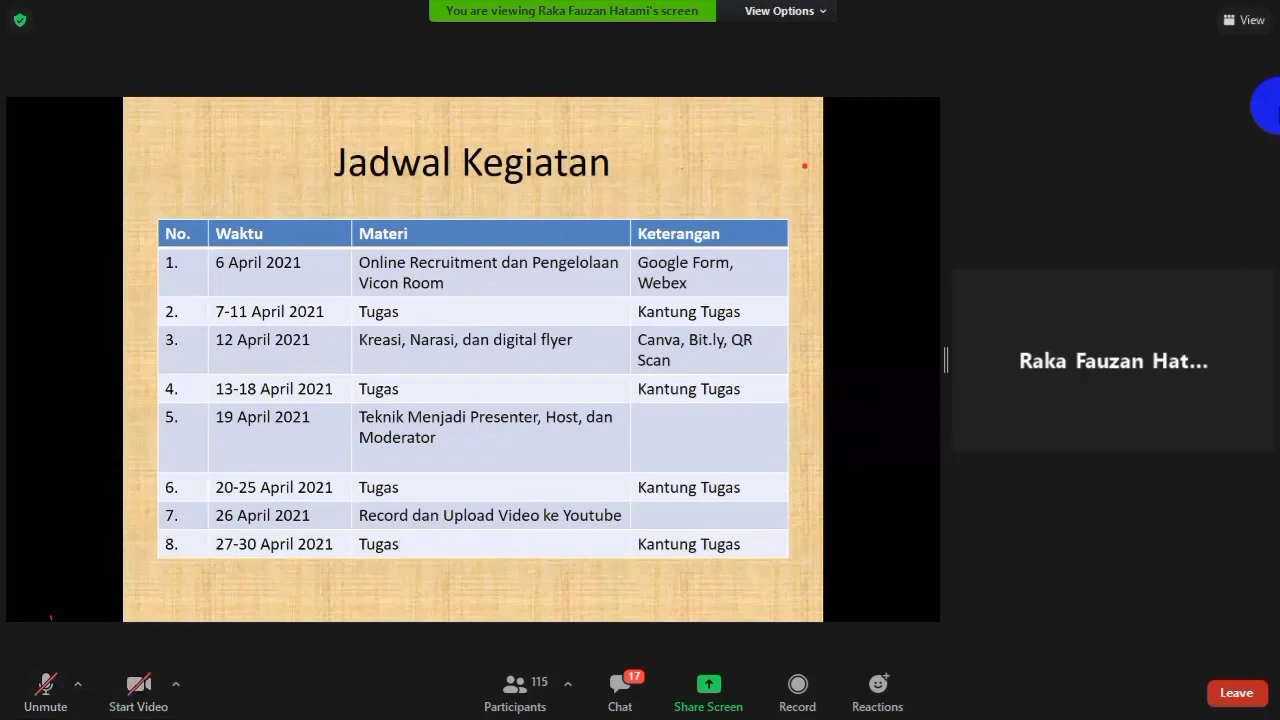 You are viewing Raka Fauzan Hatami's screen
View Options
View
Jadwal Kegiatan
No. Waktu Materi Keterangan
1. 6 April 2021 Online Recruitment dan Pengelolaan Google Form,
Vicon Room Webex
2. 7-11 April 2021 Tugas Kantung Tugas
3. 12 April 2021 Kreasi, Narasi, dan digital flyer Canva, Bit.ly, QR
Scan
4. 13-18 April 2021 Tugas Kantung Tugas
5. 19 April 2021 Teknik Menjadi Presenter, Host, dan
Moderator
6. 20-25 April 2021 Tugas Kantung Tugas
7. 26 April 2021 Record dan Upload Video ke Youtube
8. 27-30 April 2021 Tugas Kantung Tugas
Raka Fauzan Hat...
115
17
Unmute Start Video Participants Chat Share Screen Record Reactions Leave